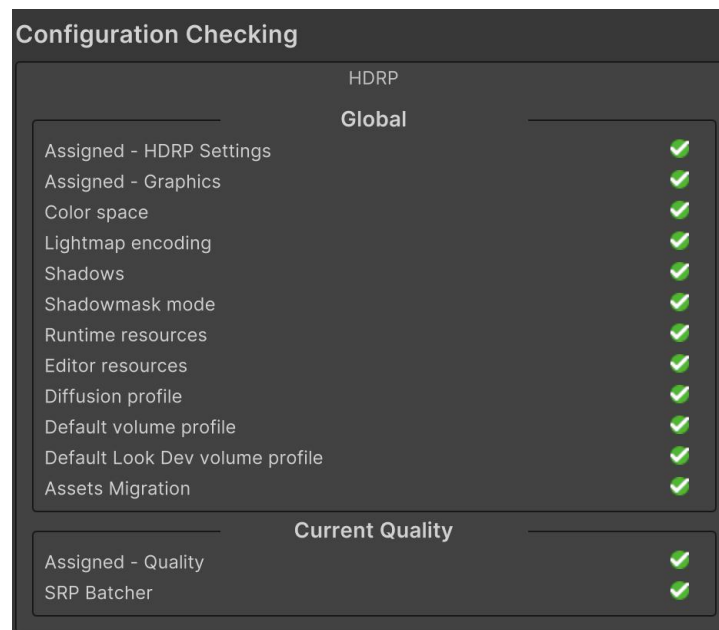 Configuration Checking
HDRP
Global
Assigned - HDRP Settings
Assigned - Graphics
Color space
Lightmap encoding
Shadows
Shadowmask mode
Runtime resources
Editor resources
Diffusion profile
Default volume profile
Default Look Dev volume profile
Assets Migration
Current Quality
Assigned - Quality
SRP Batcher